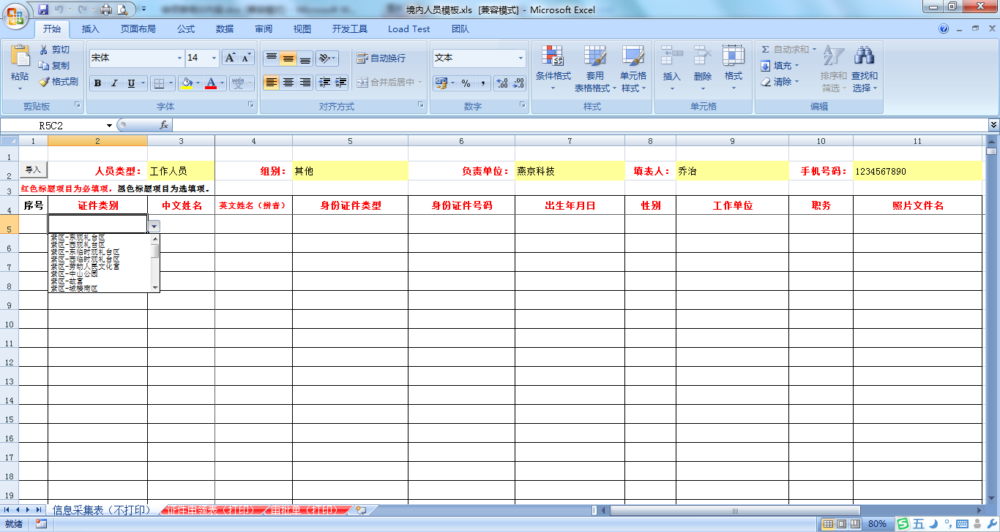 境内人员模板.xls [兼容模式] - Microsoft Excel
开始 插入 页面布局 公式 数据 审阅 视图 开发工具 Load Test 团队
粘贴 剪切 复制 格式刷 剪贴板
宋体 14 A A B I U A 字体
自动换行 合并后居中 对齐方式
文本 % , 数字
条件格式 套用表格格式 单元格样式 样式
插入 删除 格式 单元格
Σ 自动求和 填充 清除 排序和筛选 查找和选择 编辑
R5C2 fx
1 2 3 4 5 6 7 8 9 10 11
1
2 导入 人员类型: 工作人员 组别: 其他 负责单位: 燕京科技 填表人: 乔治 手机号码: 1234567890
3 红色标题项目为必填项，黑色标题项目为选填项。
4 序号 证件类别 中文姓名 英文姓名（拼音） 身份证件类型 身份证件号码 出生年月日 性别 工作单位 职务 照片文件名
5
紫区-东观礼台区
紫区-西观礼台区
紫区-东临时观礼台区
紫区-西临时观礼台区
紫区-劳动人民文化宫
紫区-中山公园
紫区-故宫
紫区-城楼南区
6
7
8
9
10
11
12
13
14
15
16
17
18
19
信息采集表（不打印） 证件申领表（打印） 审批单（打印）
就绪 80% 五